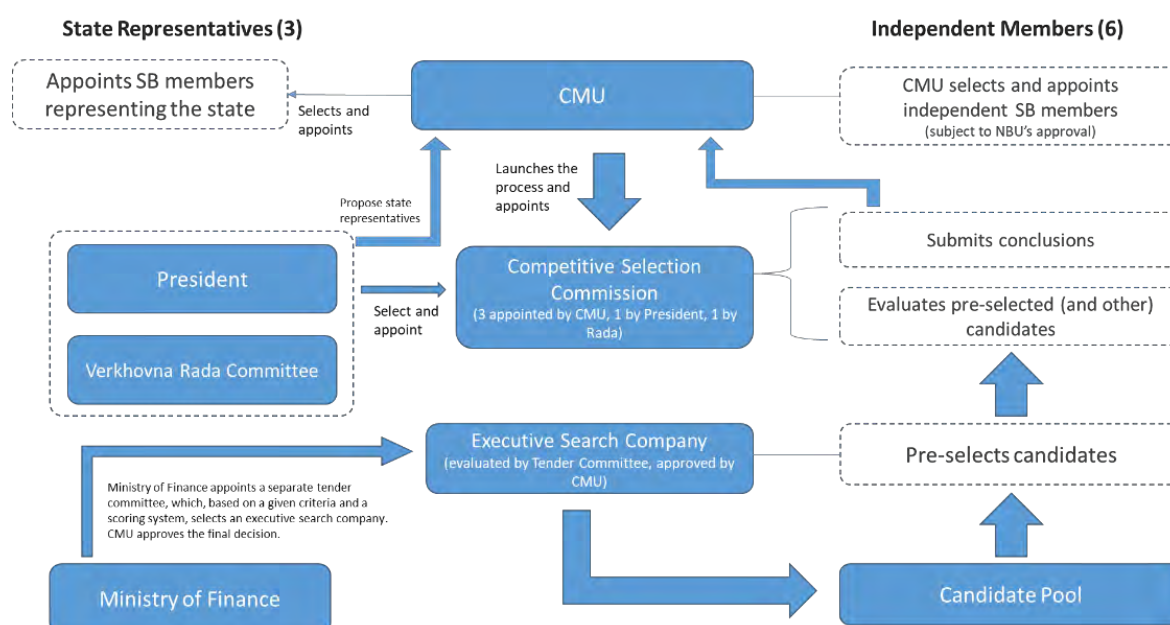 State Representatives (3)
Independent Members (6)
Appoints SB members
representing the state
Selects and
appoints
CMU
CMU selects and appoints
independent SB members
(subject to NBU's approval)
Launches the
process and
appoints
Propose state
representatives
President
Verkhovna Rada Committee
Select and
appoint
Competitive Selection
Commission
(3 appointed by CMU, 1 by President, 1 by
Rada)
Submits conclusions
Evaluates pre-selected (and other)
candidates
Executive Search Company
(evaluated by Tender Committee, approved by
CMU)
Pre-selects candidates
Ministry of Finance appoints a separate tender
committee, which, based on a given criteria and a
scoring system, selects an executive search company.
CMU approves the final decision.
Ministry of Finance
Candidate Pool